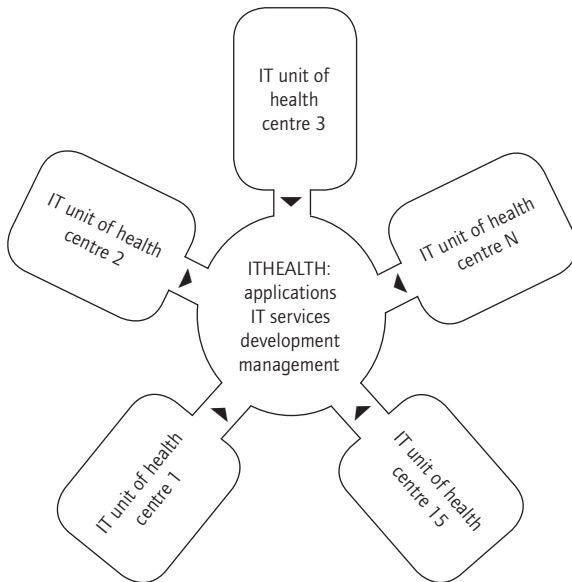 IT unit of
health
centre 3
IT unit of health
centre 2
IT unit of health
centre N
ITHEALTH:
applications
IT services
development
management
IT unit of health
centre 1
IT unit of health
centre 15